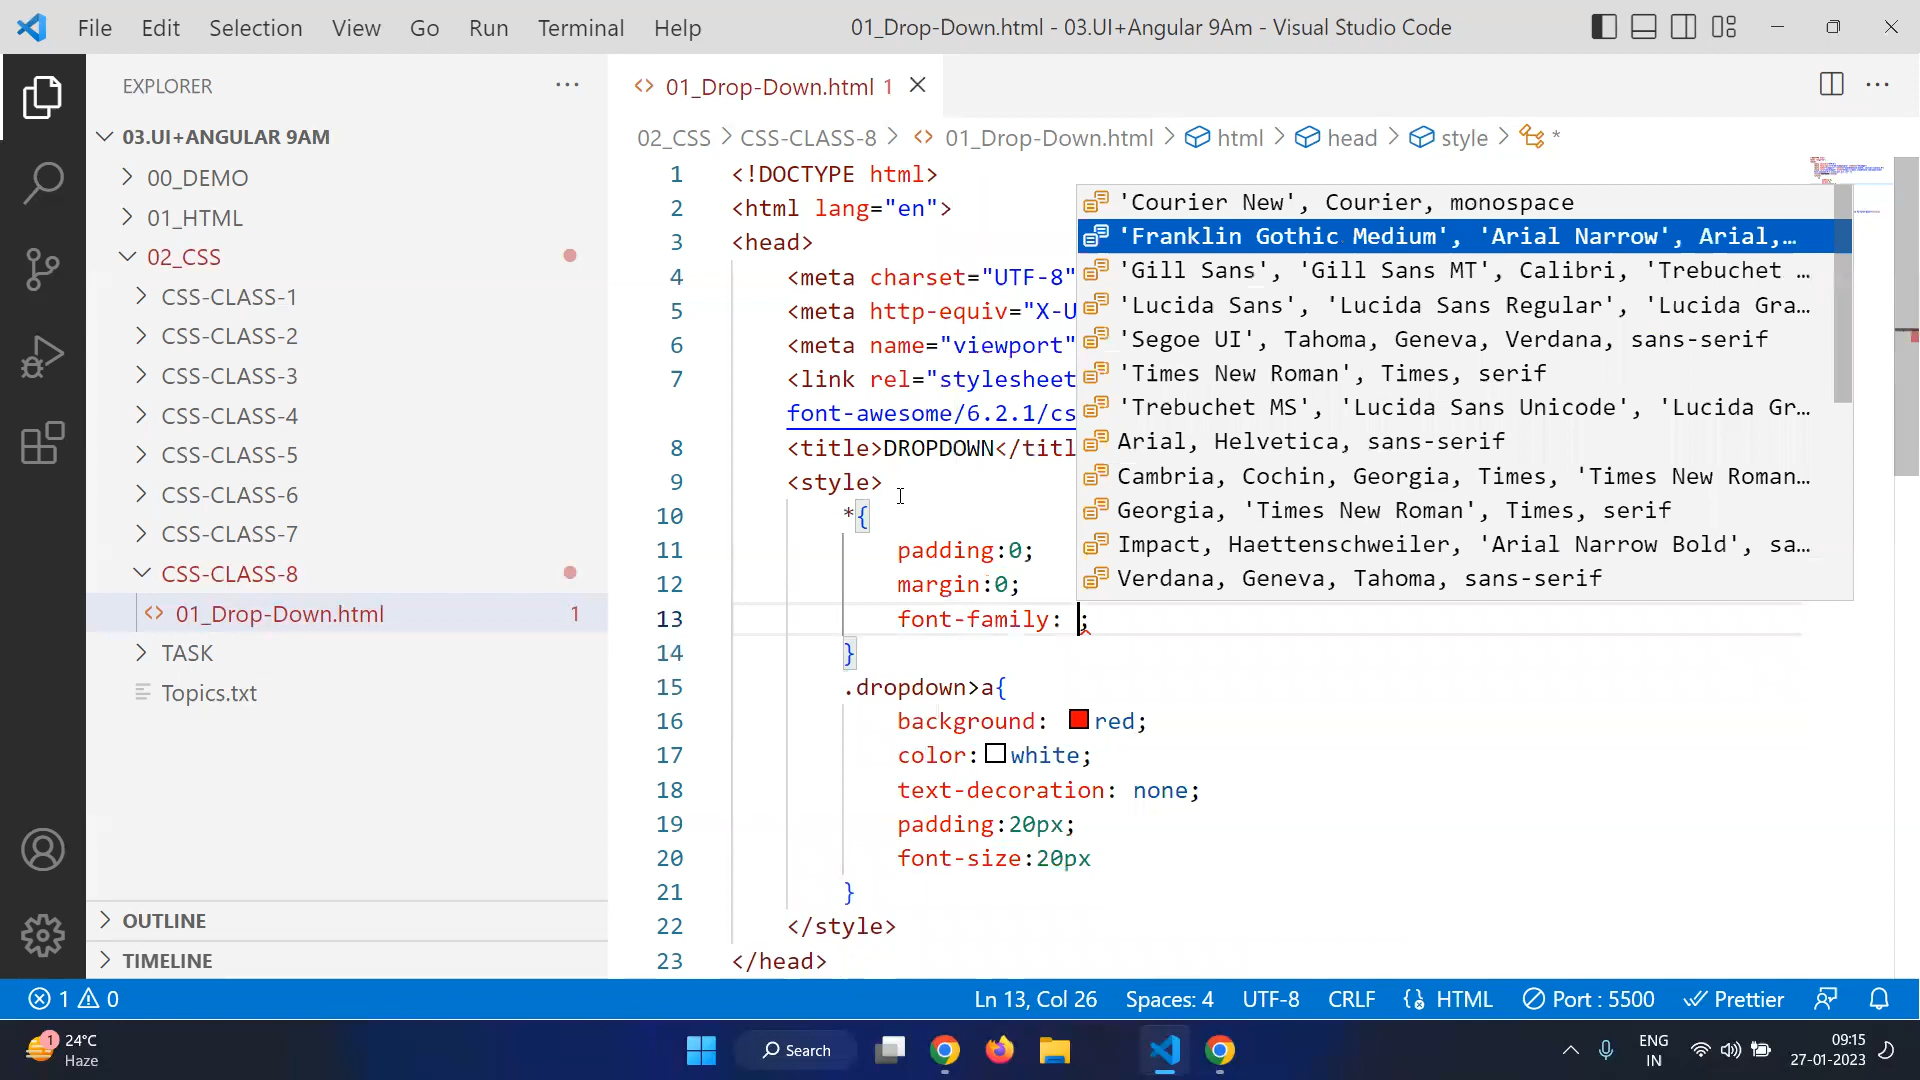 File Edit Selection View Go Run Terminal Help
01_Drop-Down.html - 03.UI+Angular 9Am - Visual Studio Code
EXPLORER
03.UI+ANGULAR 9AM
00_DEMO
01_HTML
02_CSS
CSS-CLASS-1
CSS-CLASS-2
CSS-CLASS-3
CSS-CLASS-4
CSS-CLASS-5
CSS-CLASS-6
CSS-CLASS-7
CSS-CLASS-8
01_Drop-Down.html 1
TASK
Topics.txt
OUTLINE
TIMELINE
01_Drop-Down.html 1
02_CSS > CSS-CLASS-8 > 01_Drop-Down.html > html > head > style > *
1 <!DOCTYPE html>
2 <html lang="en">
3 <head>
4 <meta charset="UTF-8"
5 <meta http-equiv="X-U
6 <meta name="viewport"
7 <link rel="stylesheet
font-awesome/6.2.1/cs
8 <title>DROPDOWN</titl
9 <style>
10 *{
11 padding:0;
12 margin:0;
13 font-family: ;
14 }
15 .dropdown>a{
16 background: red;
17 color: white;
18 text-decoration: none;
19 padding:20px;
20 font-size:20px
21 }
22 </style>
23 </head>
'Courier New', Courier, monospace
'Franklin Gothic Medium', 'Arial Narrow', Arial,…
'Gill Sans', 'Gill Sans MT', Calibri, 'Trebuchet …
'Lucida Sans', 'Lucida Sans Regular', 'Lucida Gra…
'Segoe UI', Tahoma, Geneva, Verdana, sans-serif
'Times New Roman', Times, serif
'Trebuchet MS', 'Lucida Sans Unicode', 'Lucida Gr…
Arial, Helvetica, sans-serif
Cambria, Cochin, Georgia, Times, 'Times New Roman…
Georgia, 'Times New Roman', Times, serif
Impact, Haettenschweiler, 'Arial Narrow Bold', sa…
Verdana, Geneva, Tahoma, sans-serif
1 0 Ln 13, Col 26 Spaces: 4 UTF-8 CRLF HTML Port : 5500 Prettier
1
24°C
Haze
Search
ENG
IN
09:15
27-01-2023